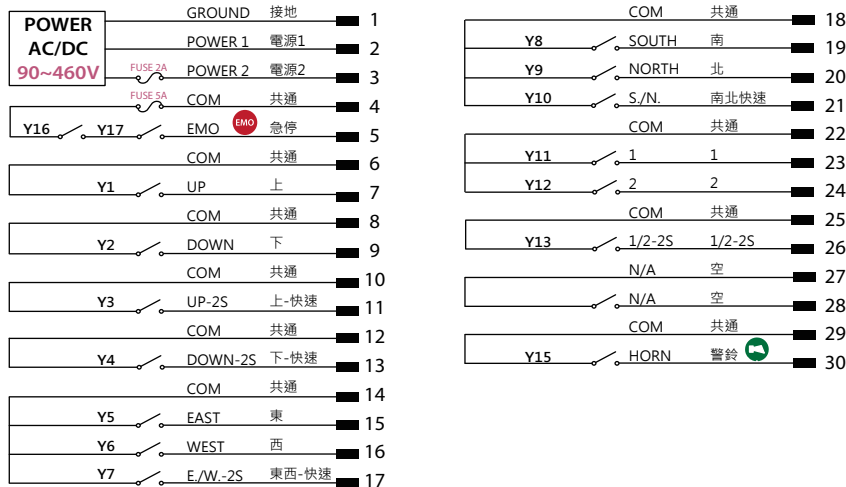 POWER
AC/DC
90~460V
GROUND 接地 1
POWER 1 電源1 2
FUSE 2A POWER 2 電源2 3
FUSE 5A COM 共通 4
Y16 Y17 EMO EMO 急停 5
COM 共通 6
Y1 UP 上 7
COM 共通 8
Y2 DOWN 下 9
COM 共通 10
Y3 UP-2S 上-快速 11
COM 共通 12
Y4 DOWN-2S 下-快速 13
COM 共通 14
Y5 EAST 東 15
Y6 WEST 西 16
Y7 E./W.-2S 東西-快速 17
COM 共通 18
Y8 SOUTH 南 19
Y9 NORTH 北 20
Y10 S./N. 南北快速 21
COM 共通 22
Y11 1 1 23
Y12 2 2 24
COM 共通 25
Y13 1/2-2S 1/2-2S 26
N/A 空 27
N/A 空 28
COM 共通 29
Y15 HORN 警鈴 30